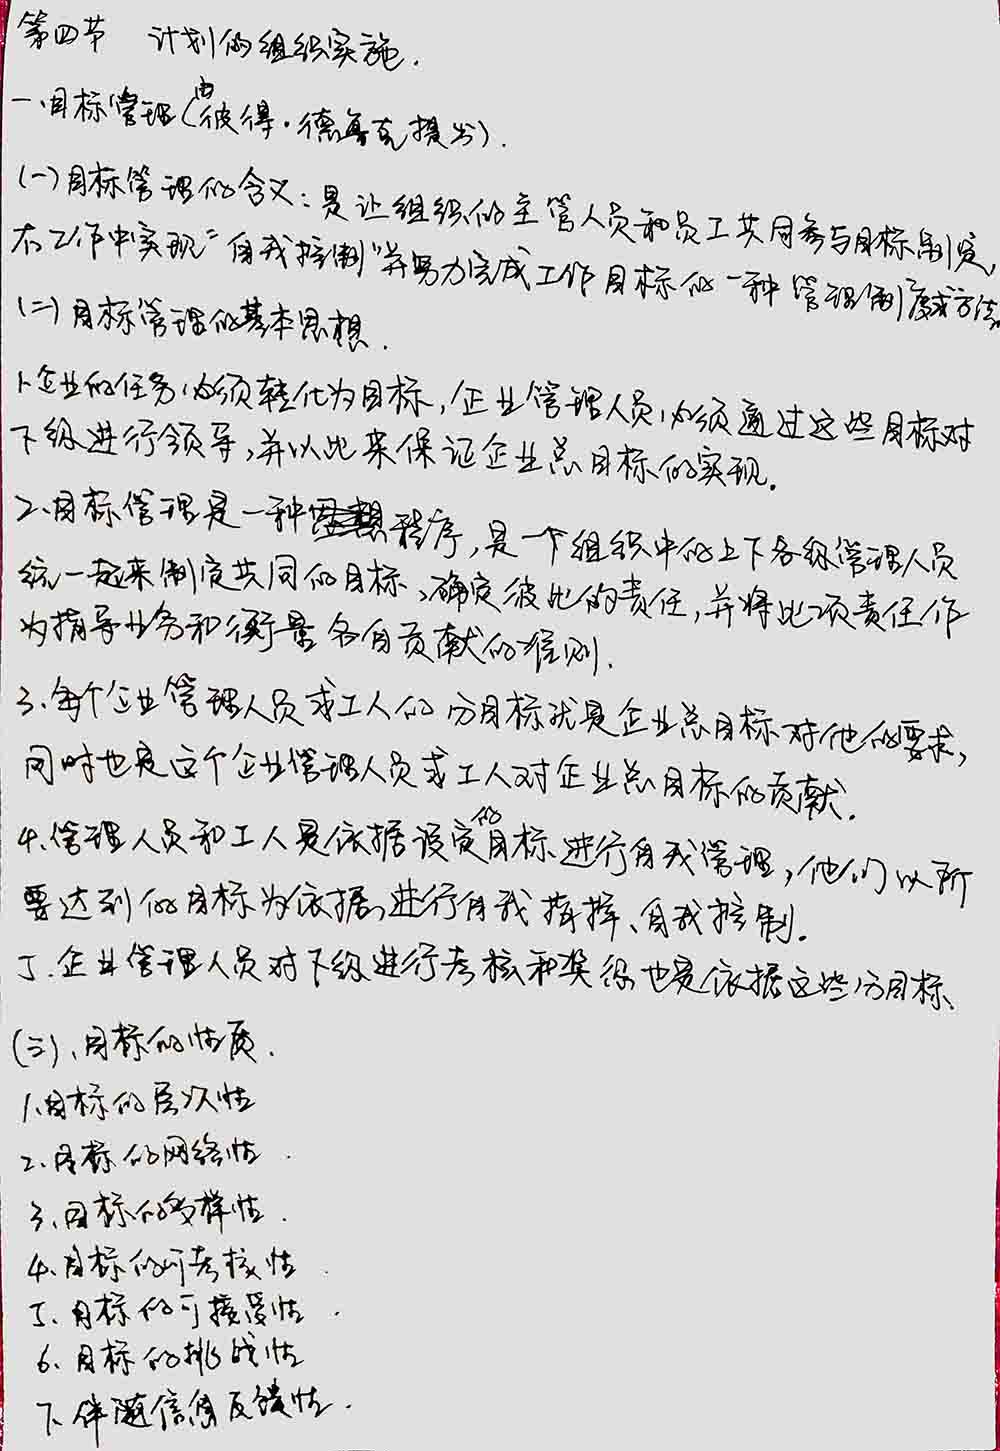 第四节 计划的组织实施.
一、目标管理(由彼得·德鲁克提出).
(一)目标管理的含义:是让组织的主管人员和员工共同参与目标制定,
在工作中实现“自我控制”并努力完成工作目标的一种管理制度或方法.
(二)目标管理的基本思想.
1.企业的任务必须转化为目标,企业管理人员必须通过这些目标对
下级进行领导,并以此来保证企业总目标的实现.
2.目标管理是一种程序,是一个组织中的上下各级管理人员
统一起来制定共同的目标、确定彼此的责任,并将此项责任作
为指导业务和衡量各自贡献的准则.
3、每个企业管理人员或工人的分目标就是企业总目标对他的要求,
同时也是这个企业管理人员或工人对企业总目标的贡献.
4.管理人员和工人是依据设定的目标进行自我管理,他们以所
要达到的目标为依据,进行自我指挥、自我控制.
5.企业管理人员对下级进行考核和奖惩也是依据这些分目标、
(三)、目标的性质.
1.目标的层次性
2、目标的网络性.
3、目标的多样性.
4、目标的可考核性.
5、目标的可接受性.
6、目标的挑战性
7、伴随信息反馈性.